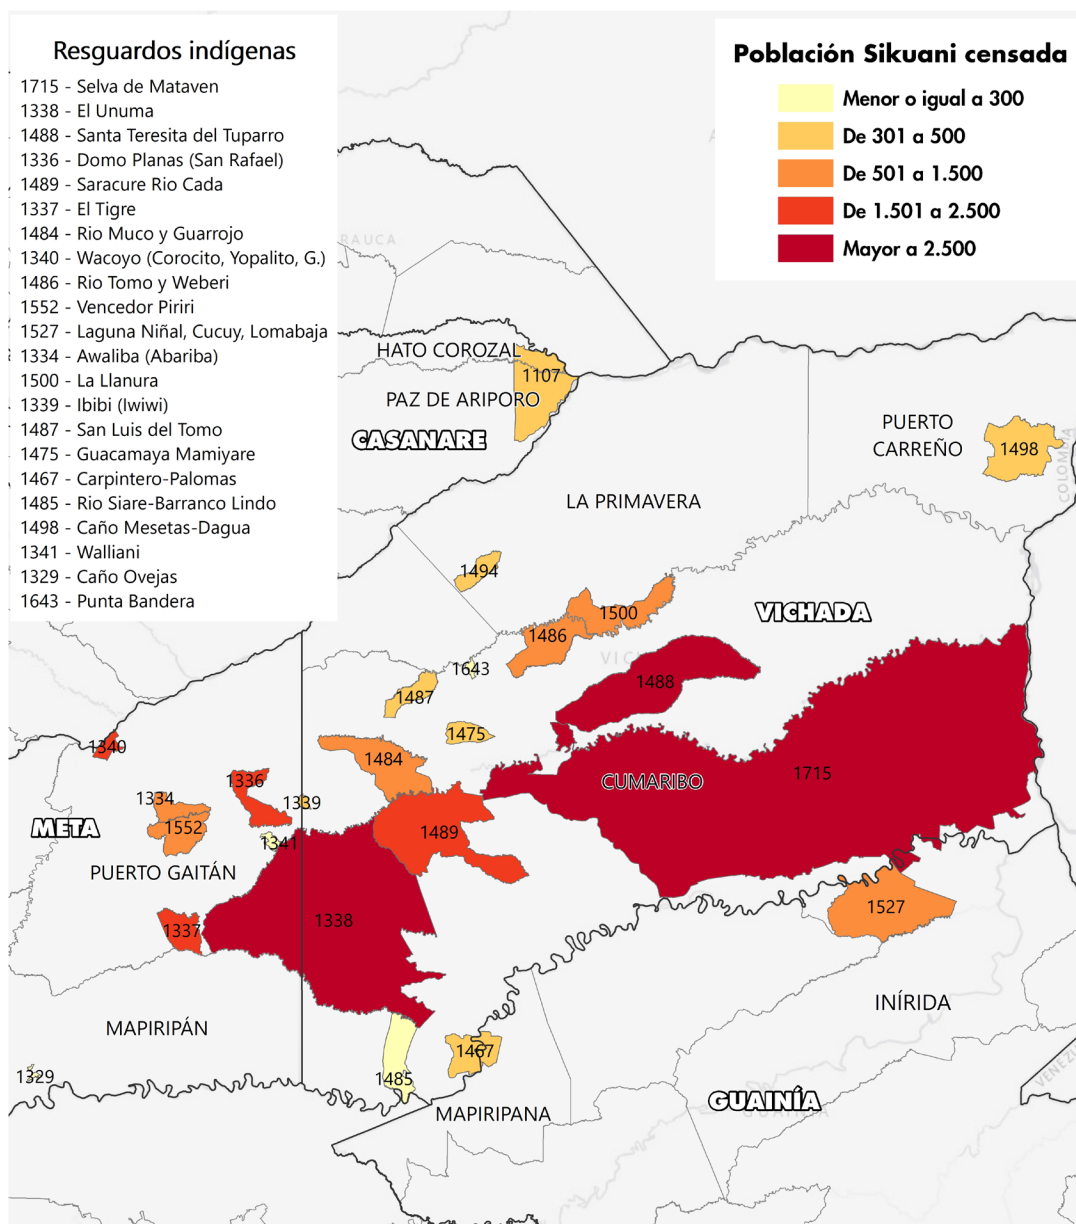 Resguardos indígenas
1715 - Selva de Mataven
1338 - El Unuma
1488 - Santa Teresita del Tuparro
1336 - Domo Planas (San Rafael)
1489 - Saracure Rio Cada
1337 - El Tigre
1484 - Rio Muco y Guarrojo
1340 - Wacoyo (Corocito, Yopalito, G.)
1486 - Rio Tomo y Weberi
1552 - Vencedor Piriri
1527 - Laguna Niñal, Cucuy, Lomabaja
1334 - Awaliba (Abariba)
1500 - La Llanura
1339 - Ibibi (Iwiwi)
1487 - San Luis del Tomo
1475 - Guacamaya Mamiyare
1467 - Carpintero-Palomas
1485 - Rio Siare-Barranco Lindo
1498 - Caño Mesetas-Dagua
1341 - Walliani
1329 - Caño Ovejas
1643 - Punta Bandera
Población Sikuani censada
Menor o igual a 300
De 301 a 500
De 501 a 1.500
De 1.501 a 2.500
Mayor a 2.500
RAUCA
HATO COROZAL
1107
PAZ DE ARIPORO
CASANARE
PUERTO
CARREÑO
1498
COLOMBIA
LA PRIMAVERA
1494
1500
VICHADA
1486
VICH
1643
1488
1487
1475
1340
1484
1715
1336
CUMARIBO
1334
1339
META
1552
1489
1341
PUERTO GAITÁN
1527
1338
1337
INÍRIDA
MAPIRIPÁN
1467
1329
1485
VENEZU
GUAINÍA
GUAINÍA
MAPIRIPANA